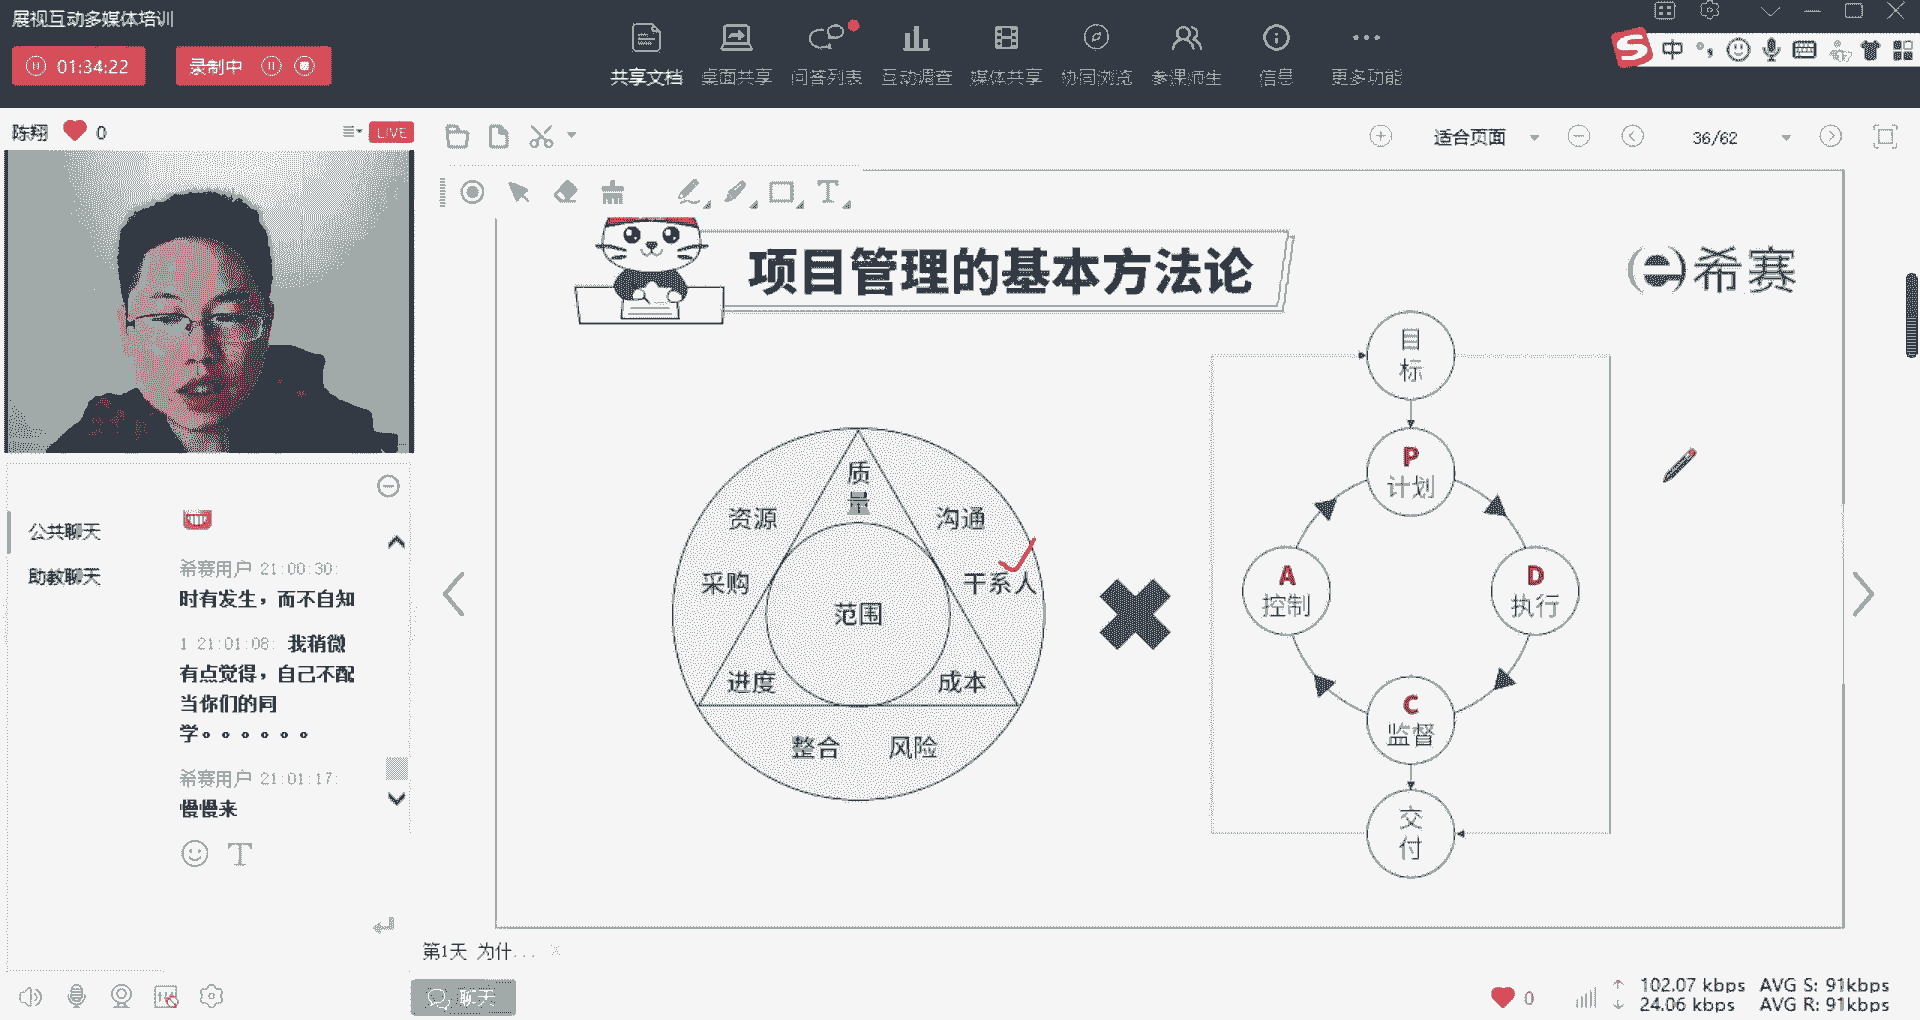 展视互动多媒体培训
01:34:22
录制中
共享文档
桌面共享
问答列表
互动调查
媒体共享
协同浏览
参课师生
信息
更多功能
S 中
陈翔 0
LIVE
适合页面
36/62
公共聊天
助教聊天
希赛用户 21:00:30:
时有发生，而不自知
1 21:01:08: 我稍微
有点觉得，自己不配
当你们的同
学。。。。。。
希赛用户 21:01:17:
慢慢来
T
T
项目管理的基本方法论
e希赛
质
量
资源
沟通
采购
干系人
范围
进度
成本
整合
风险
目
标
P
计划
A
控制
D
执行
C
监督
交
付
第1天 为什...
聊天
0
102.07 kbps AVG S: 91kbps
24.06 kbps AVG R: 91kbps